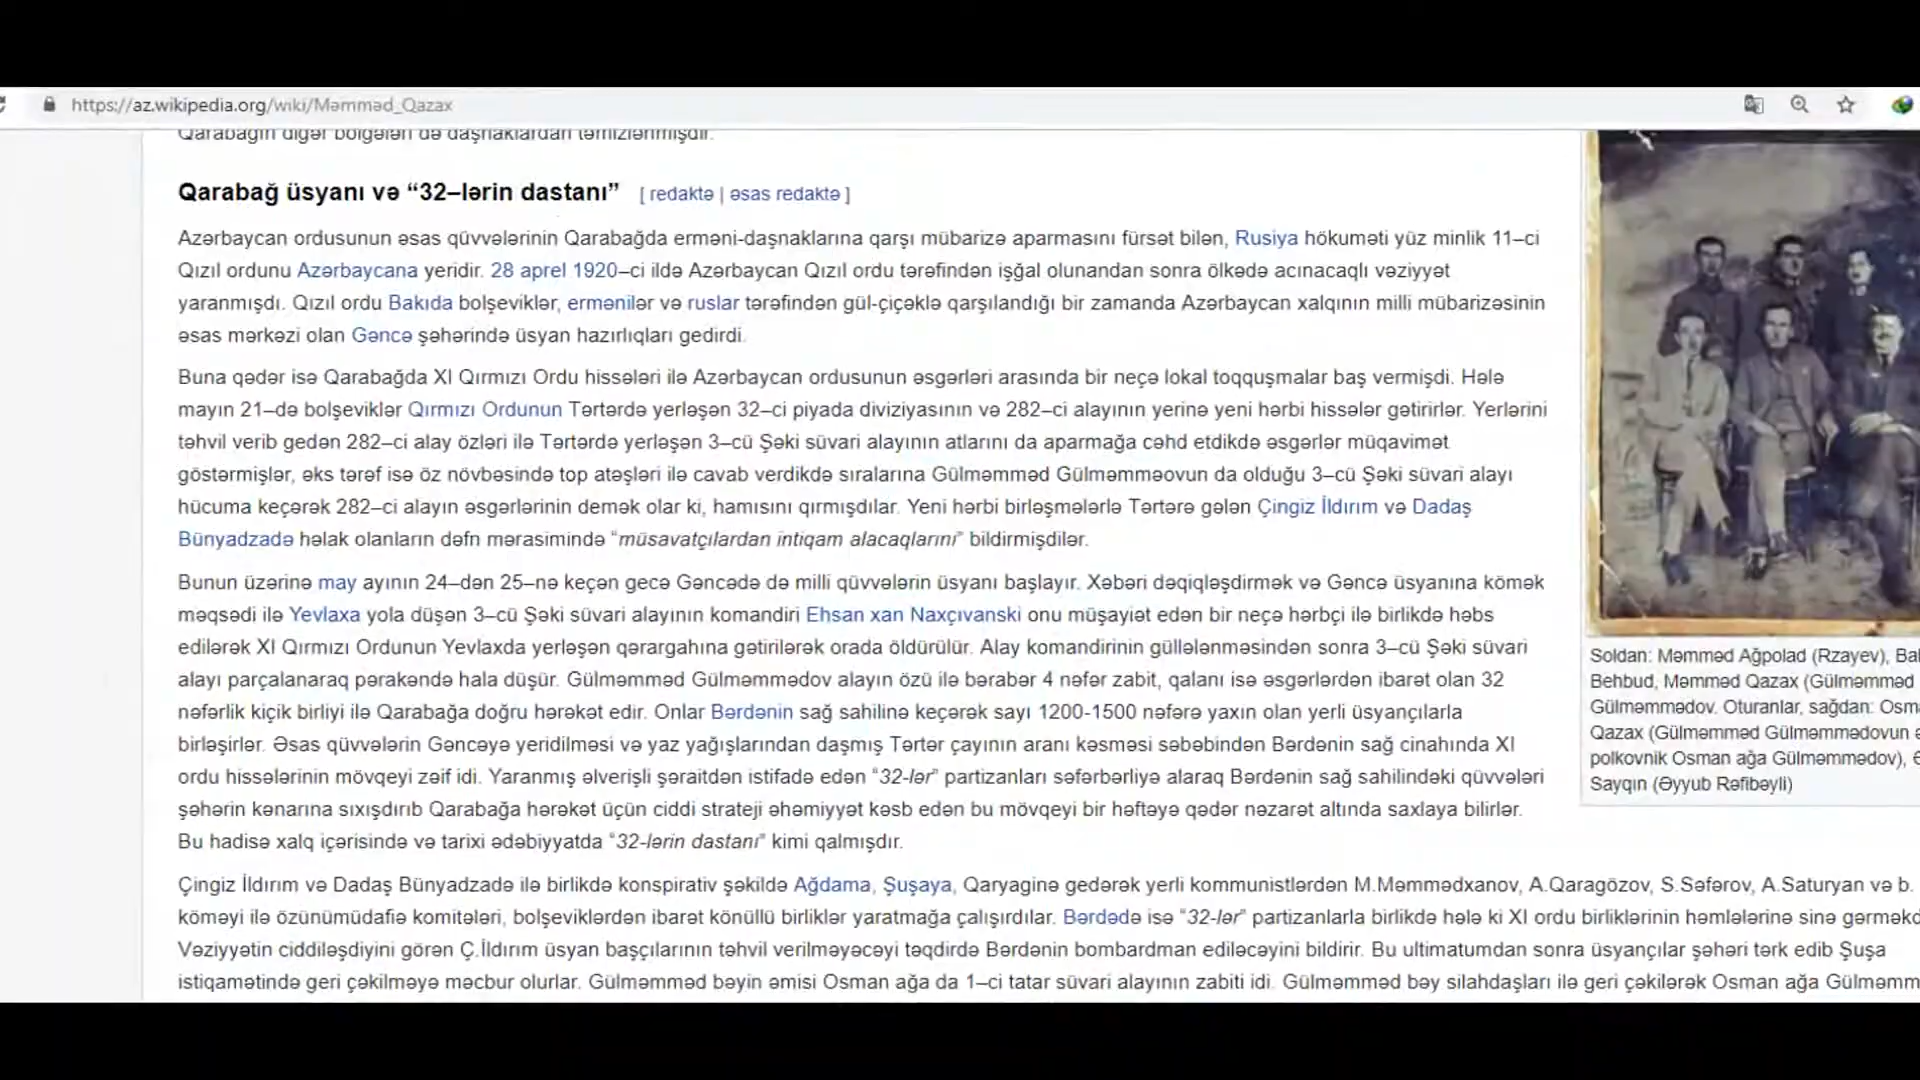 https://az.wikipedia.org/wiki/Məmməd_Qazax
Qarabağın digər bölgələri də daşnaklardan təmizlənmişdir.
Qarabağ üsyanı və “32–lərin dastanı” [ redaktə | əsas redaktə ]
Azərbaycan ordusunun əsas qüvvələrinin Qarabağda erməni-daşnaklarına qarşı mübarizə aparmasını fürsət bilən, Rusiya hökuməti yüz minlik 11–ci
Qızıl ordunu Azərbaycana yeridir. 28 aprel 1920–ci ildə Azərbaycan Qızıl ordu tərəfindən işğal olunandan sonra ölkədə acınacaqlı vəziyyət
yaranmışdı. Qızıl ordu Bakıda bolşeviklər, ermənilər və ruslar tərəfindən gül-çiçəklə qarşılandığı bir zamanda Azərbaycan xalqının milli mübarizəsinin
əsas mərkəzi olan Gəncə şəhərində üsyan hazırlıqları gedirdi.
Buna qədər isə Qarabağda XI Qırmızı Ordu hissələri ilə Azərbaycan ordusunun əsgərləri arasında bir neçə lokal toqquşmalar baş vermişdi. Hələ
mayın 21–də bolşeviklər Qırmızı Ordunun Tərtərdə yerləşən 32–ci piyada diviziyasının və 282–ci alayının yerinə yeni hərbi hissələr gətirirlər. Yerlərini
təhvil verib gedən 282–ci alay özləri ilə Tərtərdə yerləşən 3–cü Şəki süvari alayının atlarını da aparmağa cəhd etdikdə əsgərlər müqavimət
göstərmişlər, əks tərəf isə öz növbəsində top atəşləri ilə cavab verdikdə sıralarına Gülməmməd Gülməmməovun da olduğu 3–cü Şəki süvari alayı
hücuma keçərək 282–ci alayın əsgərlərinin demək olar ki, hamısını qırmışdılar. Yeni hərbi birləşmələrlə Tərtərə gələn Çingiz İldırım və Dadaş
Bünyadzadə həlak olanların dəfn mərasimində “müsavatçılardan intiqam alacaqlarını” bildirmişdilər.
Bunun üzərinə may ayının 24–dən 25–nə keçən gecə Gəncədə də milli qüvvələrin üsyanı başlayır. Xəbəri dəqiqləşdirmək və Gəncə üsyanına kömək
məqsədi ilə Yevlaxa yola düşən 3–cü Şəki süvari alayının komandiri Ehsan xan Naxçıvanski onu müşayiət edən bir neçə hərbçi ilə birlikdə həbs
edilərək XI Qırmızı Ordunun Yevlaxda yerləşən qərargahına gətirilərək orada öldürülür. Alay komandirinin güllələnməsindən sonra 3–cü Şəki süvari
alayı parçalanaraq pərakəndə hala düşür. Gülməmməd Gülməmmədov alayın özü ilə bərabər 4 nəfər zabit, qalanı isə əsgərlərdən ibarət olan 32
nəfərlik kiçik birliyi ilə Qarabağa doğru hərəkət edir. Onlar Bərdənin sağ sahilinə keçərək sayı 1200-1500 nəfərə yaxın olan yerli üsyançılarla
birləşirlər. Əsas qüvvələrin Gəncəyə yeridilməsi və yaz yağışlarından daşmış Tərtər çayının aranı kəsməsi səbəbindən Bərdənin sağ cinahında XI
ordu hissələrinin mövqeyi zəif idi. Yaranmış əlverişli şəraitdən istifadə edən “32-lər” partizanları səfərbərliyə alaraq Bərdənin sağ sahilindəki qüvvələri
şəhərin kənarına sıxışdırıb Qarabağa hərəkət üçün ciddi strateji əhəmiyyət kəsb edən bu mövqeyi bir həftəyə qədər nəzarət altında saxlaya bilirlər.
Bu hadisə xalq içərisində və tarixi ədəbiyyatda “32-lərin dastanı” kimi qalmışdır.
Çingiz İldırım və Dadaş Bünyadzadə ilə birlikdə konspirativ şəkildə Ağdama, Şuşaya, Qaryaginə gedərək yerli kommunistlərdən M.Məmmədxanov, A.Qaragözov, S.Səfərov, A.Saturyan və b.
köməyi ilə özünümüdafiə komitələri, bolşeviklərdən ibarət könüllü birliklər yaratmağa çalışırdılar. Bərdədə isə “32-lər” partizanlarla birlikdə hələ ki XI ordu birliklərinin həmlələrinə sinə gərməkd
Vəziyyətin ciddiləşdiyini görən Ç.İldırım üsyan başçılarının təhvil verilməyəcəyi təqdirdə Bərdənin bombardman ediləcəyini bildirir. Bu ultimatumdan sonra üsyançılar şəhəri tərk edib Şuşa
istiqamətində geri çəkilməyə məcbur olurlar. Gülməmməd bəyin əmisi Osman ağa da 1–ci tatar süvari alayının zabiti idi. Gülməmməd bəy silahdaşları ilə geri çəkilərək Osman ağa Gülməmm
Soldan: Məmməd Ağpolad (Rzayev), Bal
Behbud, Məmməd Qazax (Gülməmməd
Gülməmmədov. Oturanlar, sağdan: Osm
Qazax (Gülməmməd Gülməmmədovun ə
polkovnik Osman ağa Gülməmmədov), Ə
Sayqın (Əyyub Rəfibəyli)